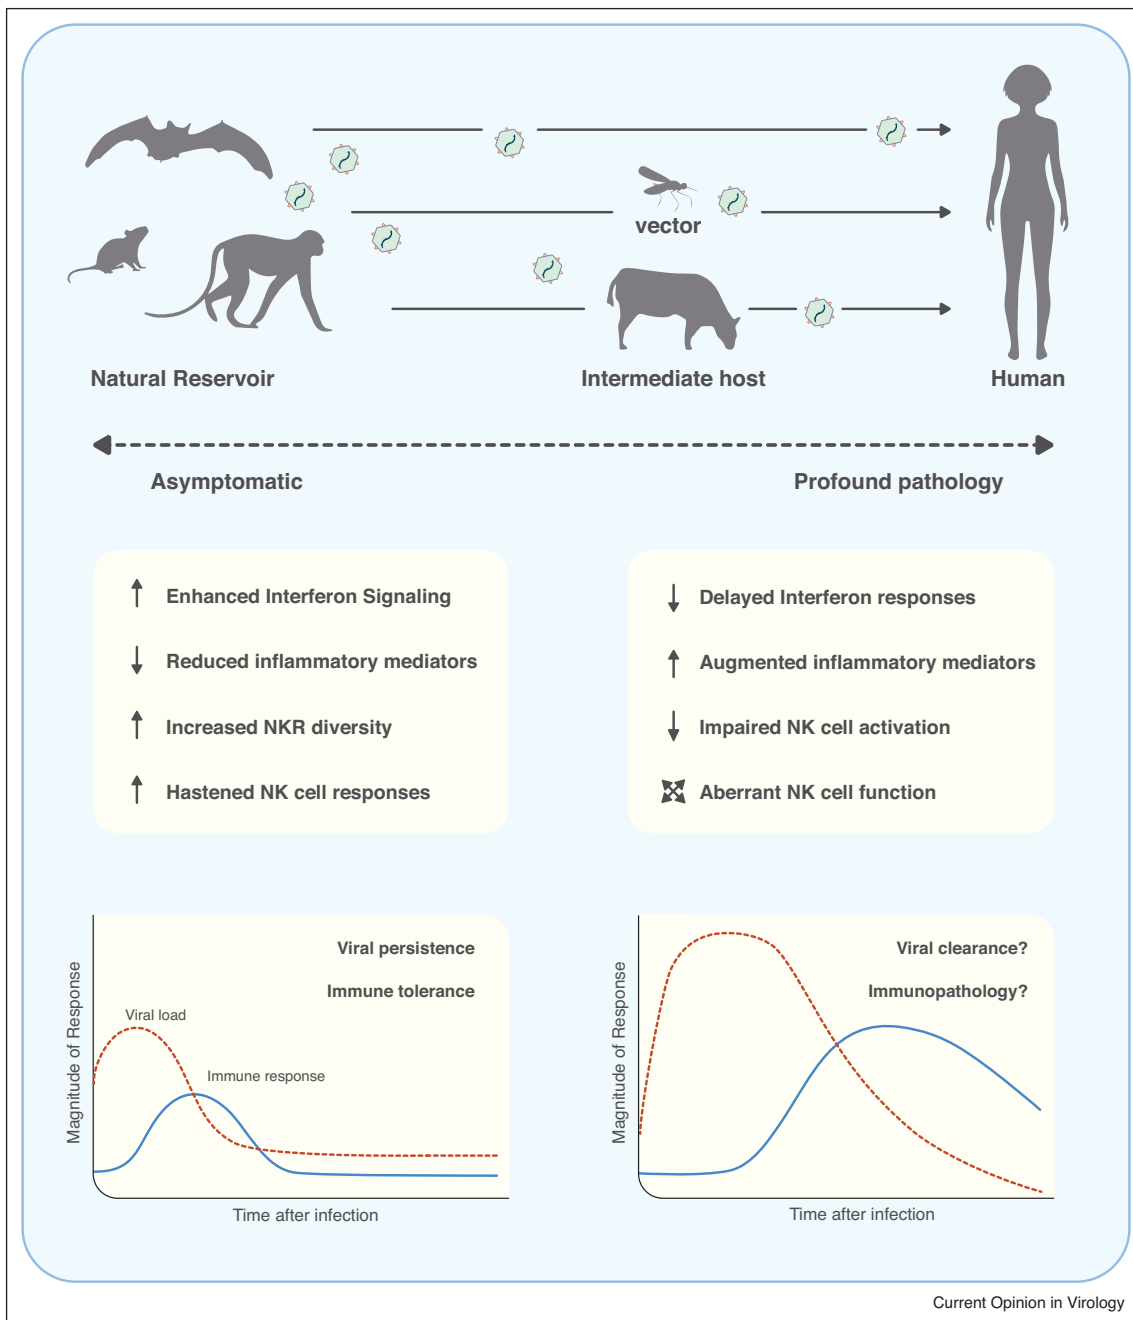 vector
Natural Reservoir
Intermediate host
Human
Asymptomatic
Profound pathology
Enhanced Interferon Signaling
Reduced inflammatory mediators
Increased NKR diversity
Hastened NK cell responses
Delayed Interferon responses
Augmented inflammatory mediators
Impaired NK cell activation
Aberrant NK cell function
Magnitude of Response
Viral persistence
Immune tolerance
Viral load
Immune response
Time after infection
Magnitude of Response
Viral clearance?
Immunopathology?
Time after infection
Current Opinion in Virology